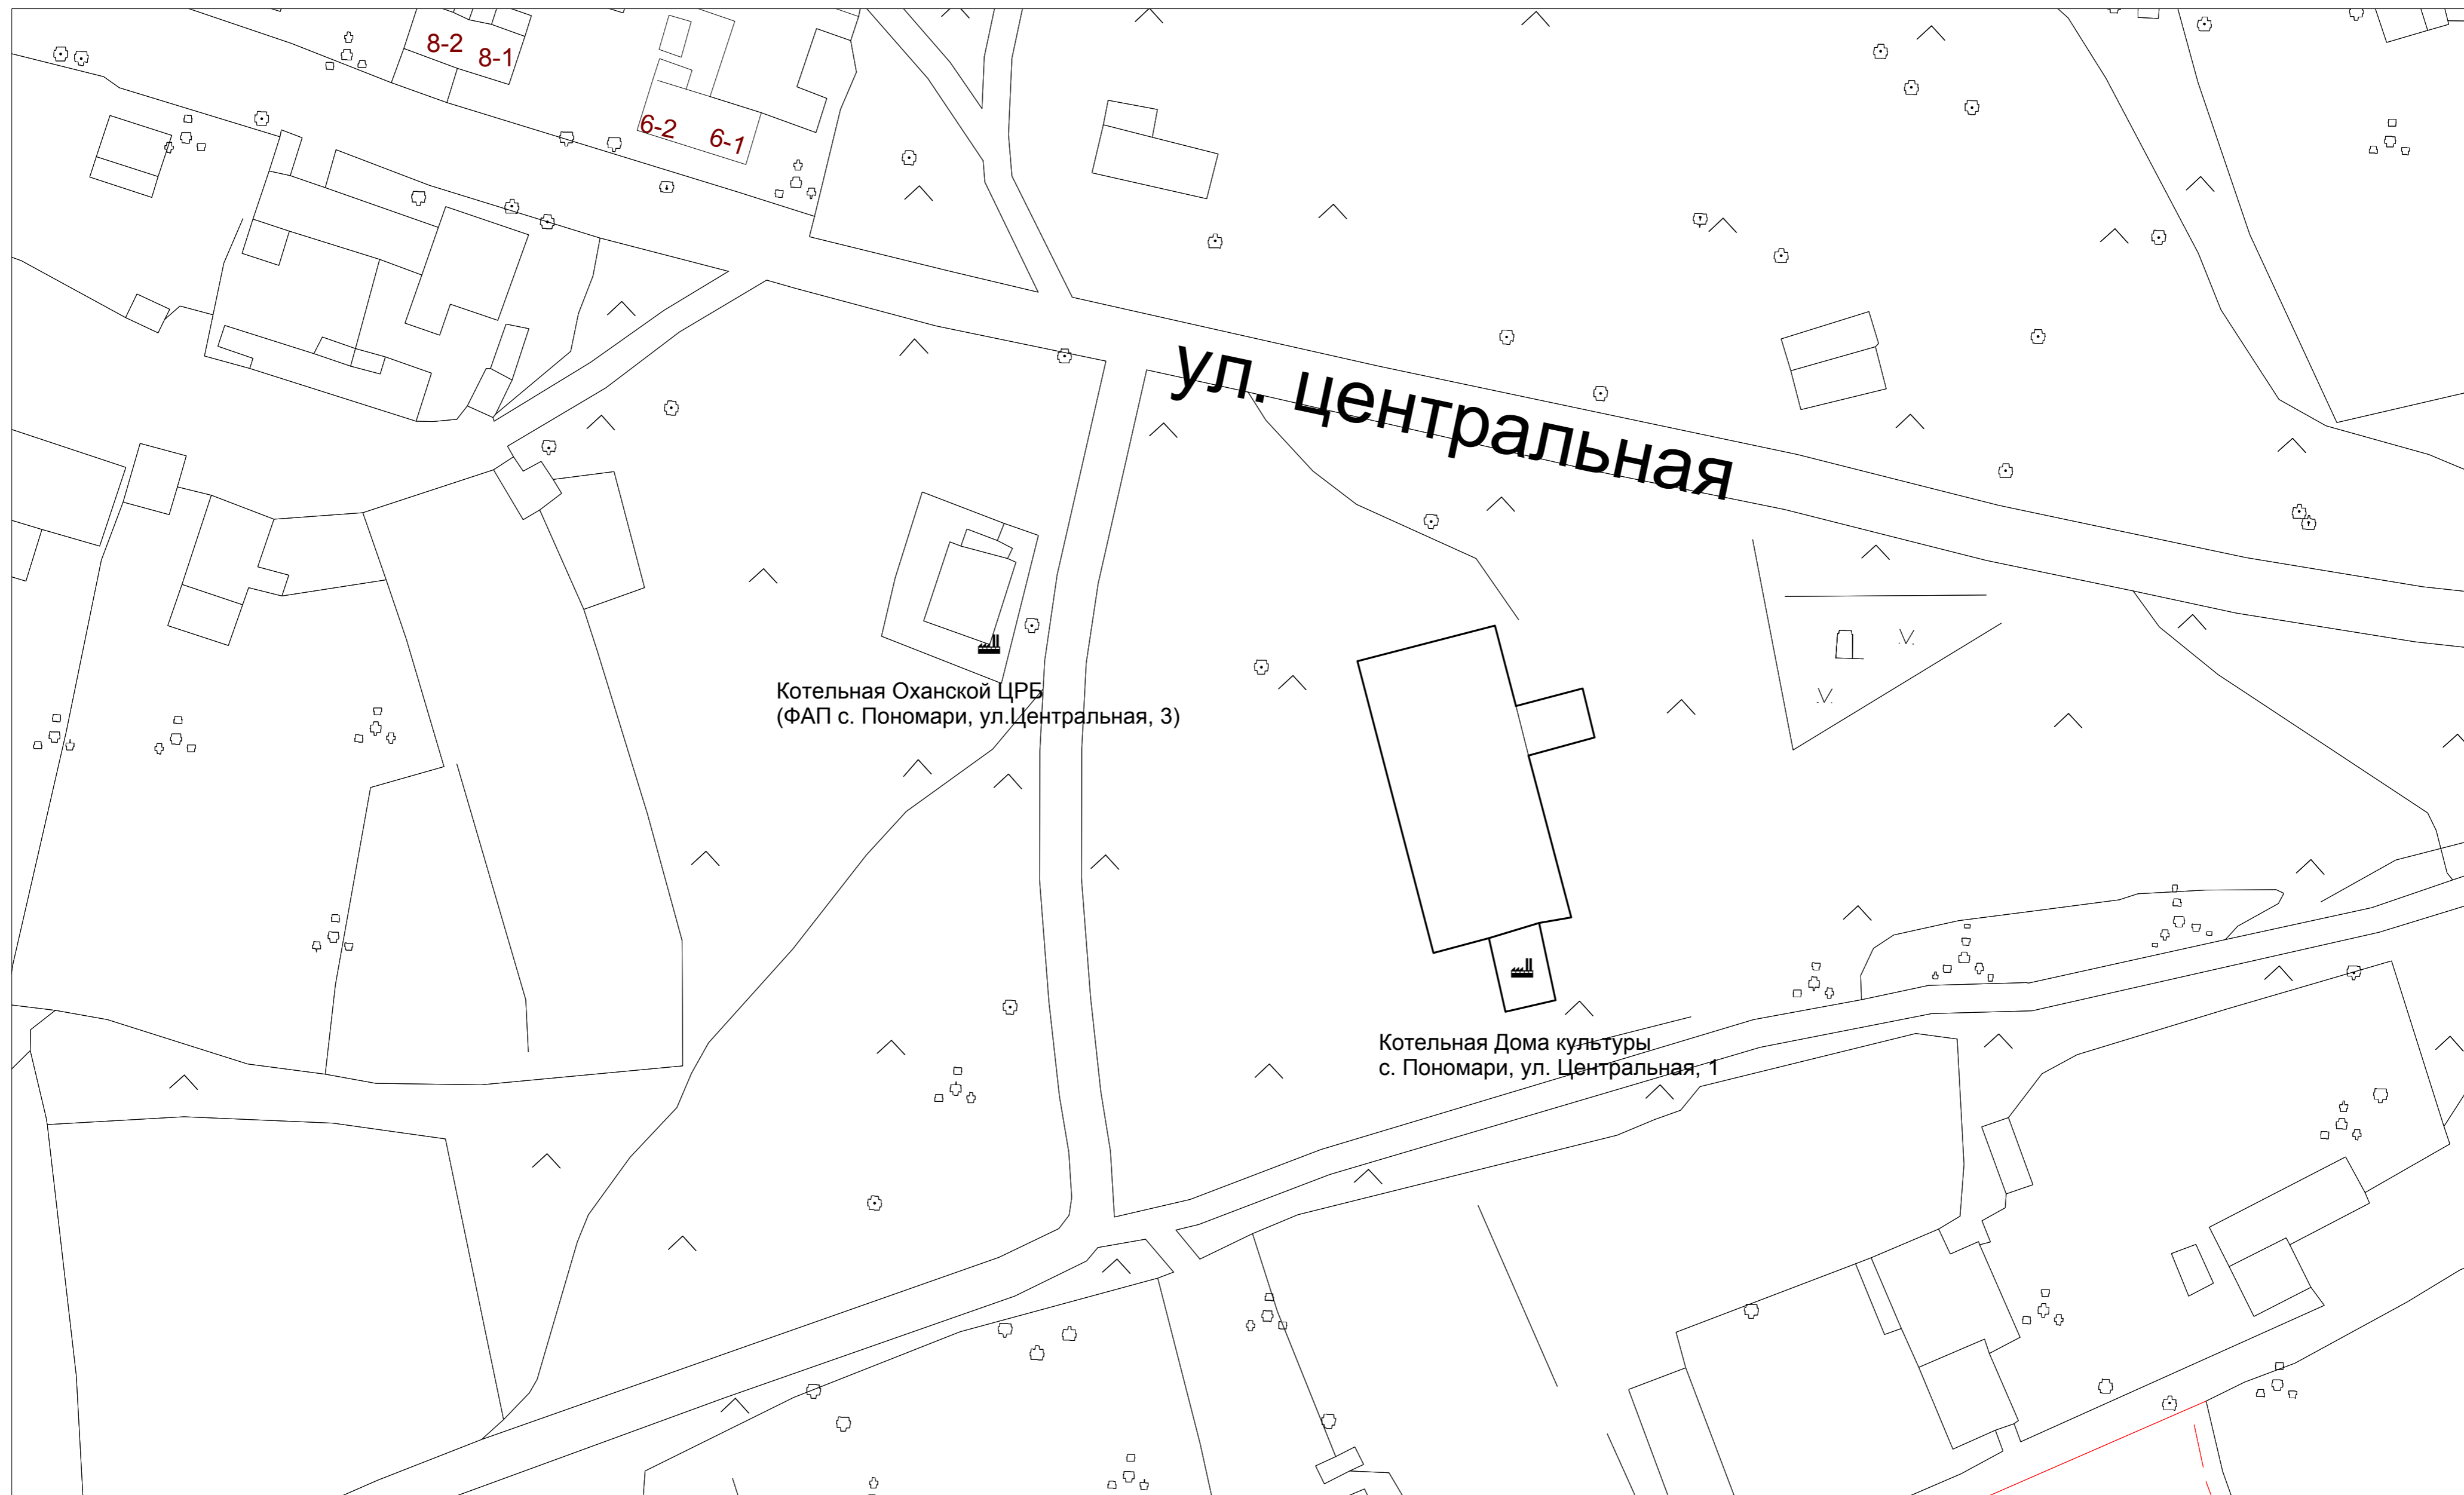 8-2
8-1
6-2
6-1
ул. центральная
Котельная Оханской ЦРБ
(ФАП с. Пономари, ул.Центральная, 3)
Котельная Дома культуры
с. Пономари, ул. Центральная, 1